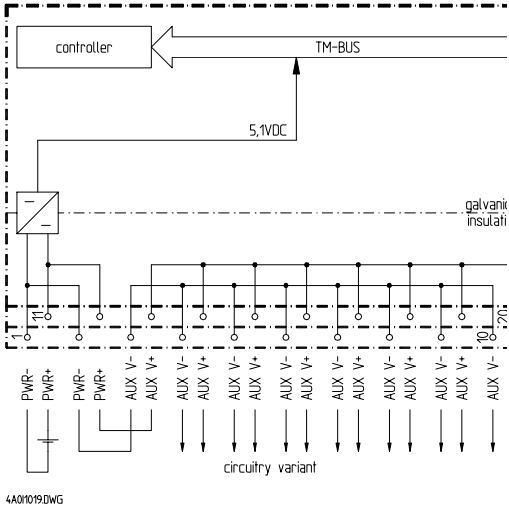 controller
TM-BUS
5,1VDC
galvanic
insulati
11
20
1
10
PWR-
PWR+
PWR-
PWR+
AUX V-
AUX V+
AUX V-
AUX V+
AUX V-
AUX V+
AUX V-
AUX V+
AUX V-
AUX V+
AUX V-
AUX V+
AUX V-
AUX V+
AUX V-
circuitry variant
4A011019.DWG